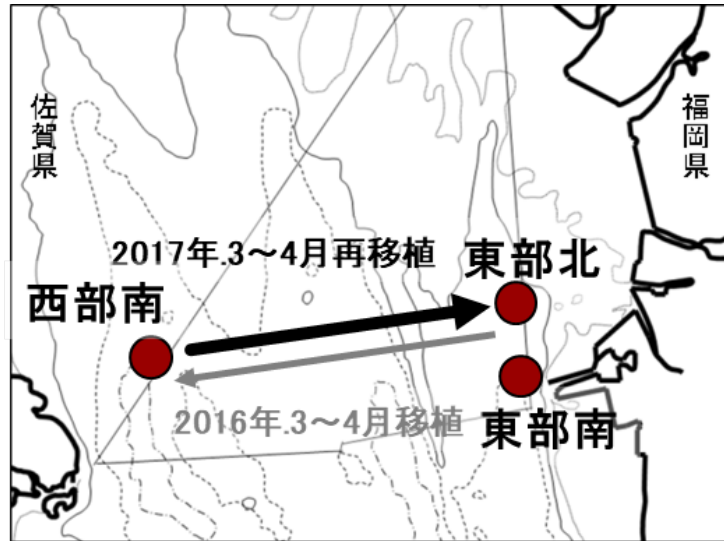 佐賀県
福岡県
2017年.3～4月再移植
東部北
西部南
2016年.3～4月移植
東部南